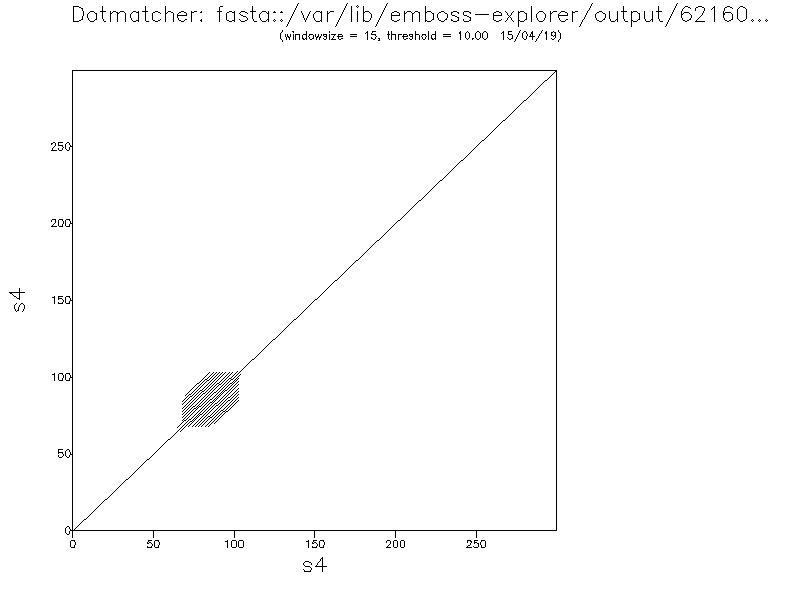 Dotmatcher: fasta::/var/lib/emboss-explorer/output/62160...
(windowsize = 15, threshold = 10.00  15/04/19)
250
200
150
100
50
0
s4
0 50 100 150 200 250
s4